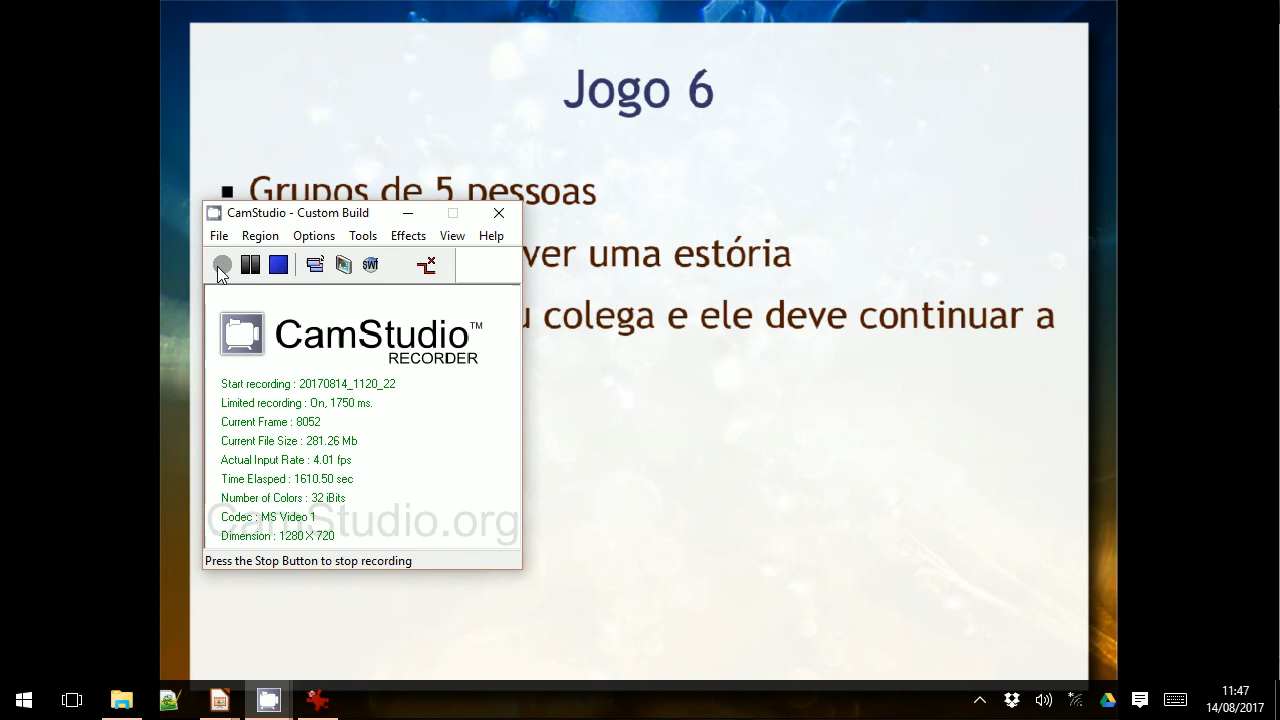 Jogo 6
Grupos de 5 pessoas
ver uma estória
colega e ele deve continuar a
CamStudio - Custom Build
File Region Options Tools Effects View Help
SWF
CamStudio™
RECORDER
Start recording : 20170814_1120_22
Limited recording : On, 1750 ms.
Current Frame : 8052
Current File Size : 281.26 Mb
Actual Input Rate : 4.01 fps
Time Elasped : 1610.50 sec
Number of Colors : 32 iBits
Codec : MS Video 1
CamStudio.org
Dimension : 1280 X 720
Press the Stop Button to stop recording
11:47
14/08/2017